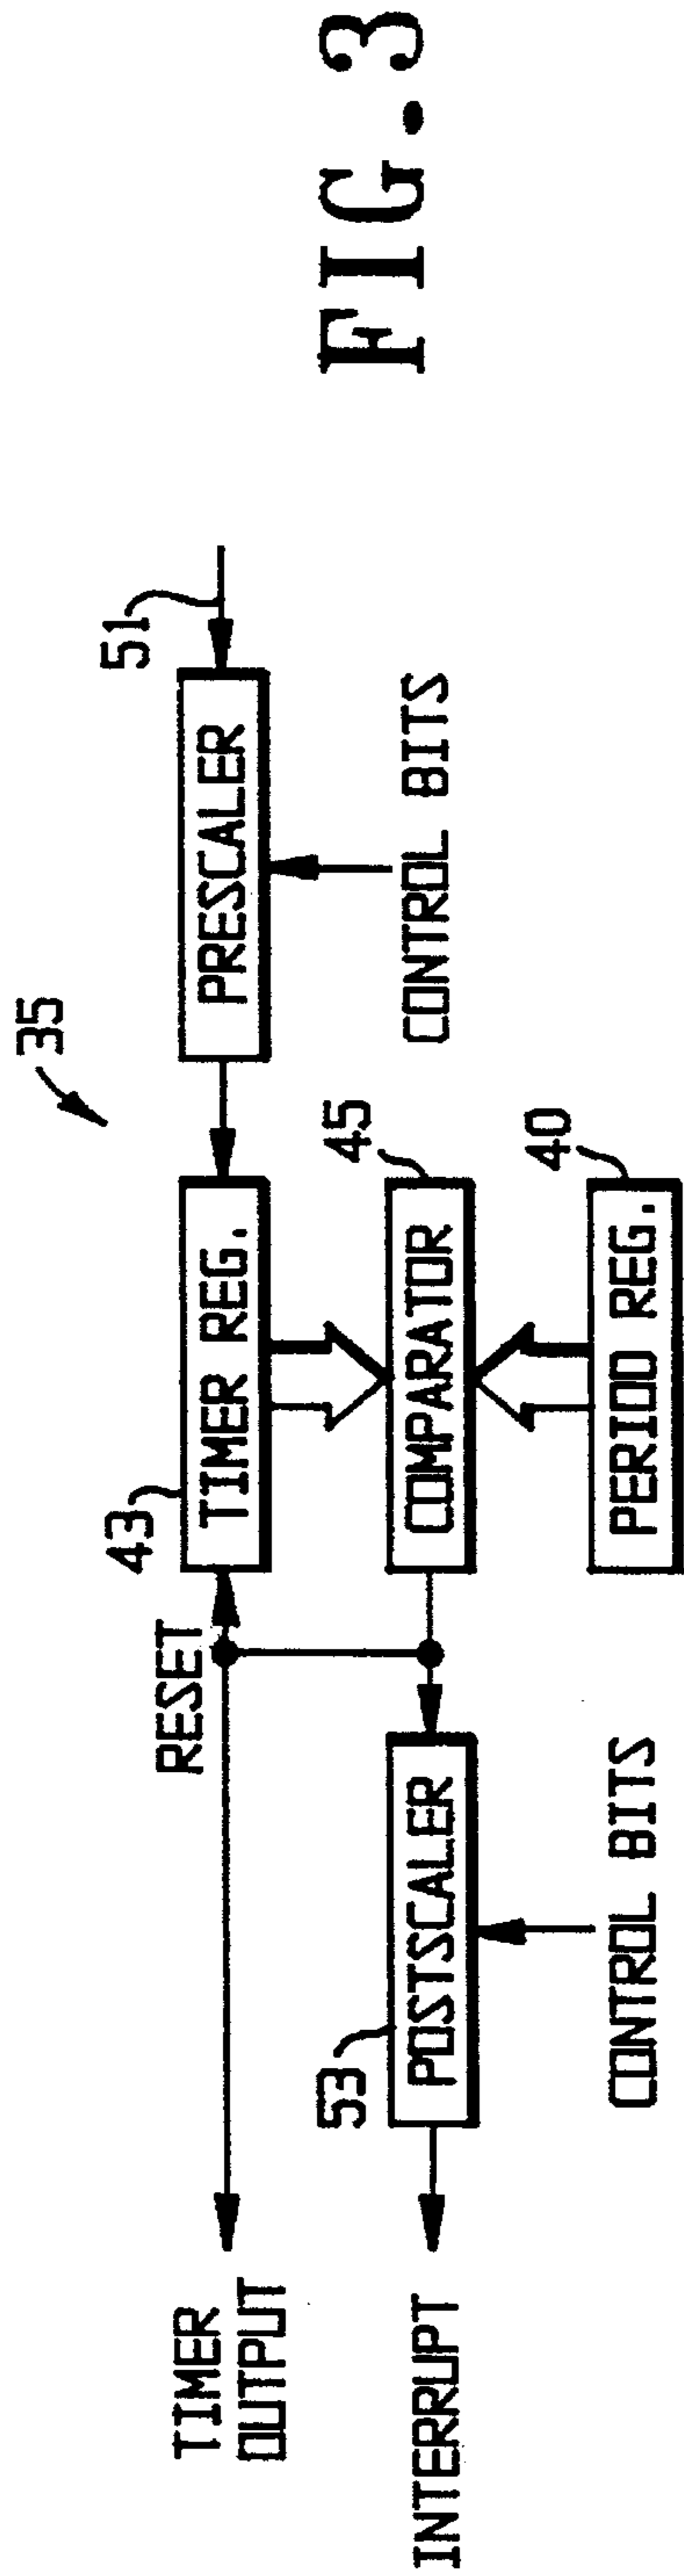 35
TIMER
OUTPUT
RESET
43
TIMER REG.
PRESCALER
51
INTERRUPT
53
POSTSCALER
COMPARATOR
45
CONTROL BITS
CONTROL BITS
PERIOD REG.
40
FIG. 3